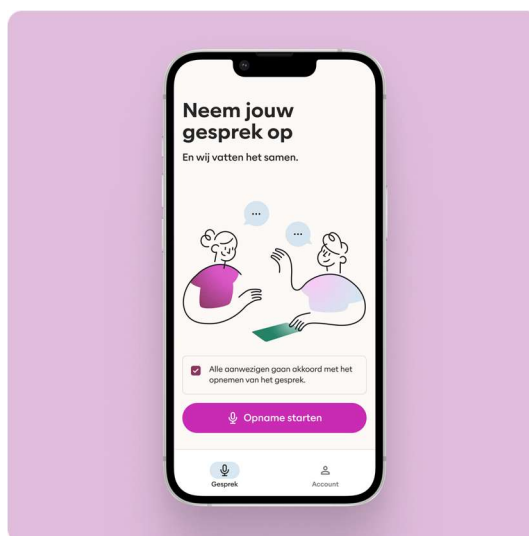 Neem jouw
gesprek op
En wij vatten het samen.
...
...
Alle aanwezigen gaan akkoord met het
opnemen van het gesprek.
Opname starten
Gesprek
Account